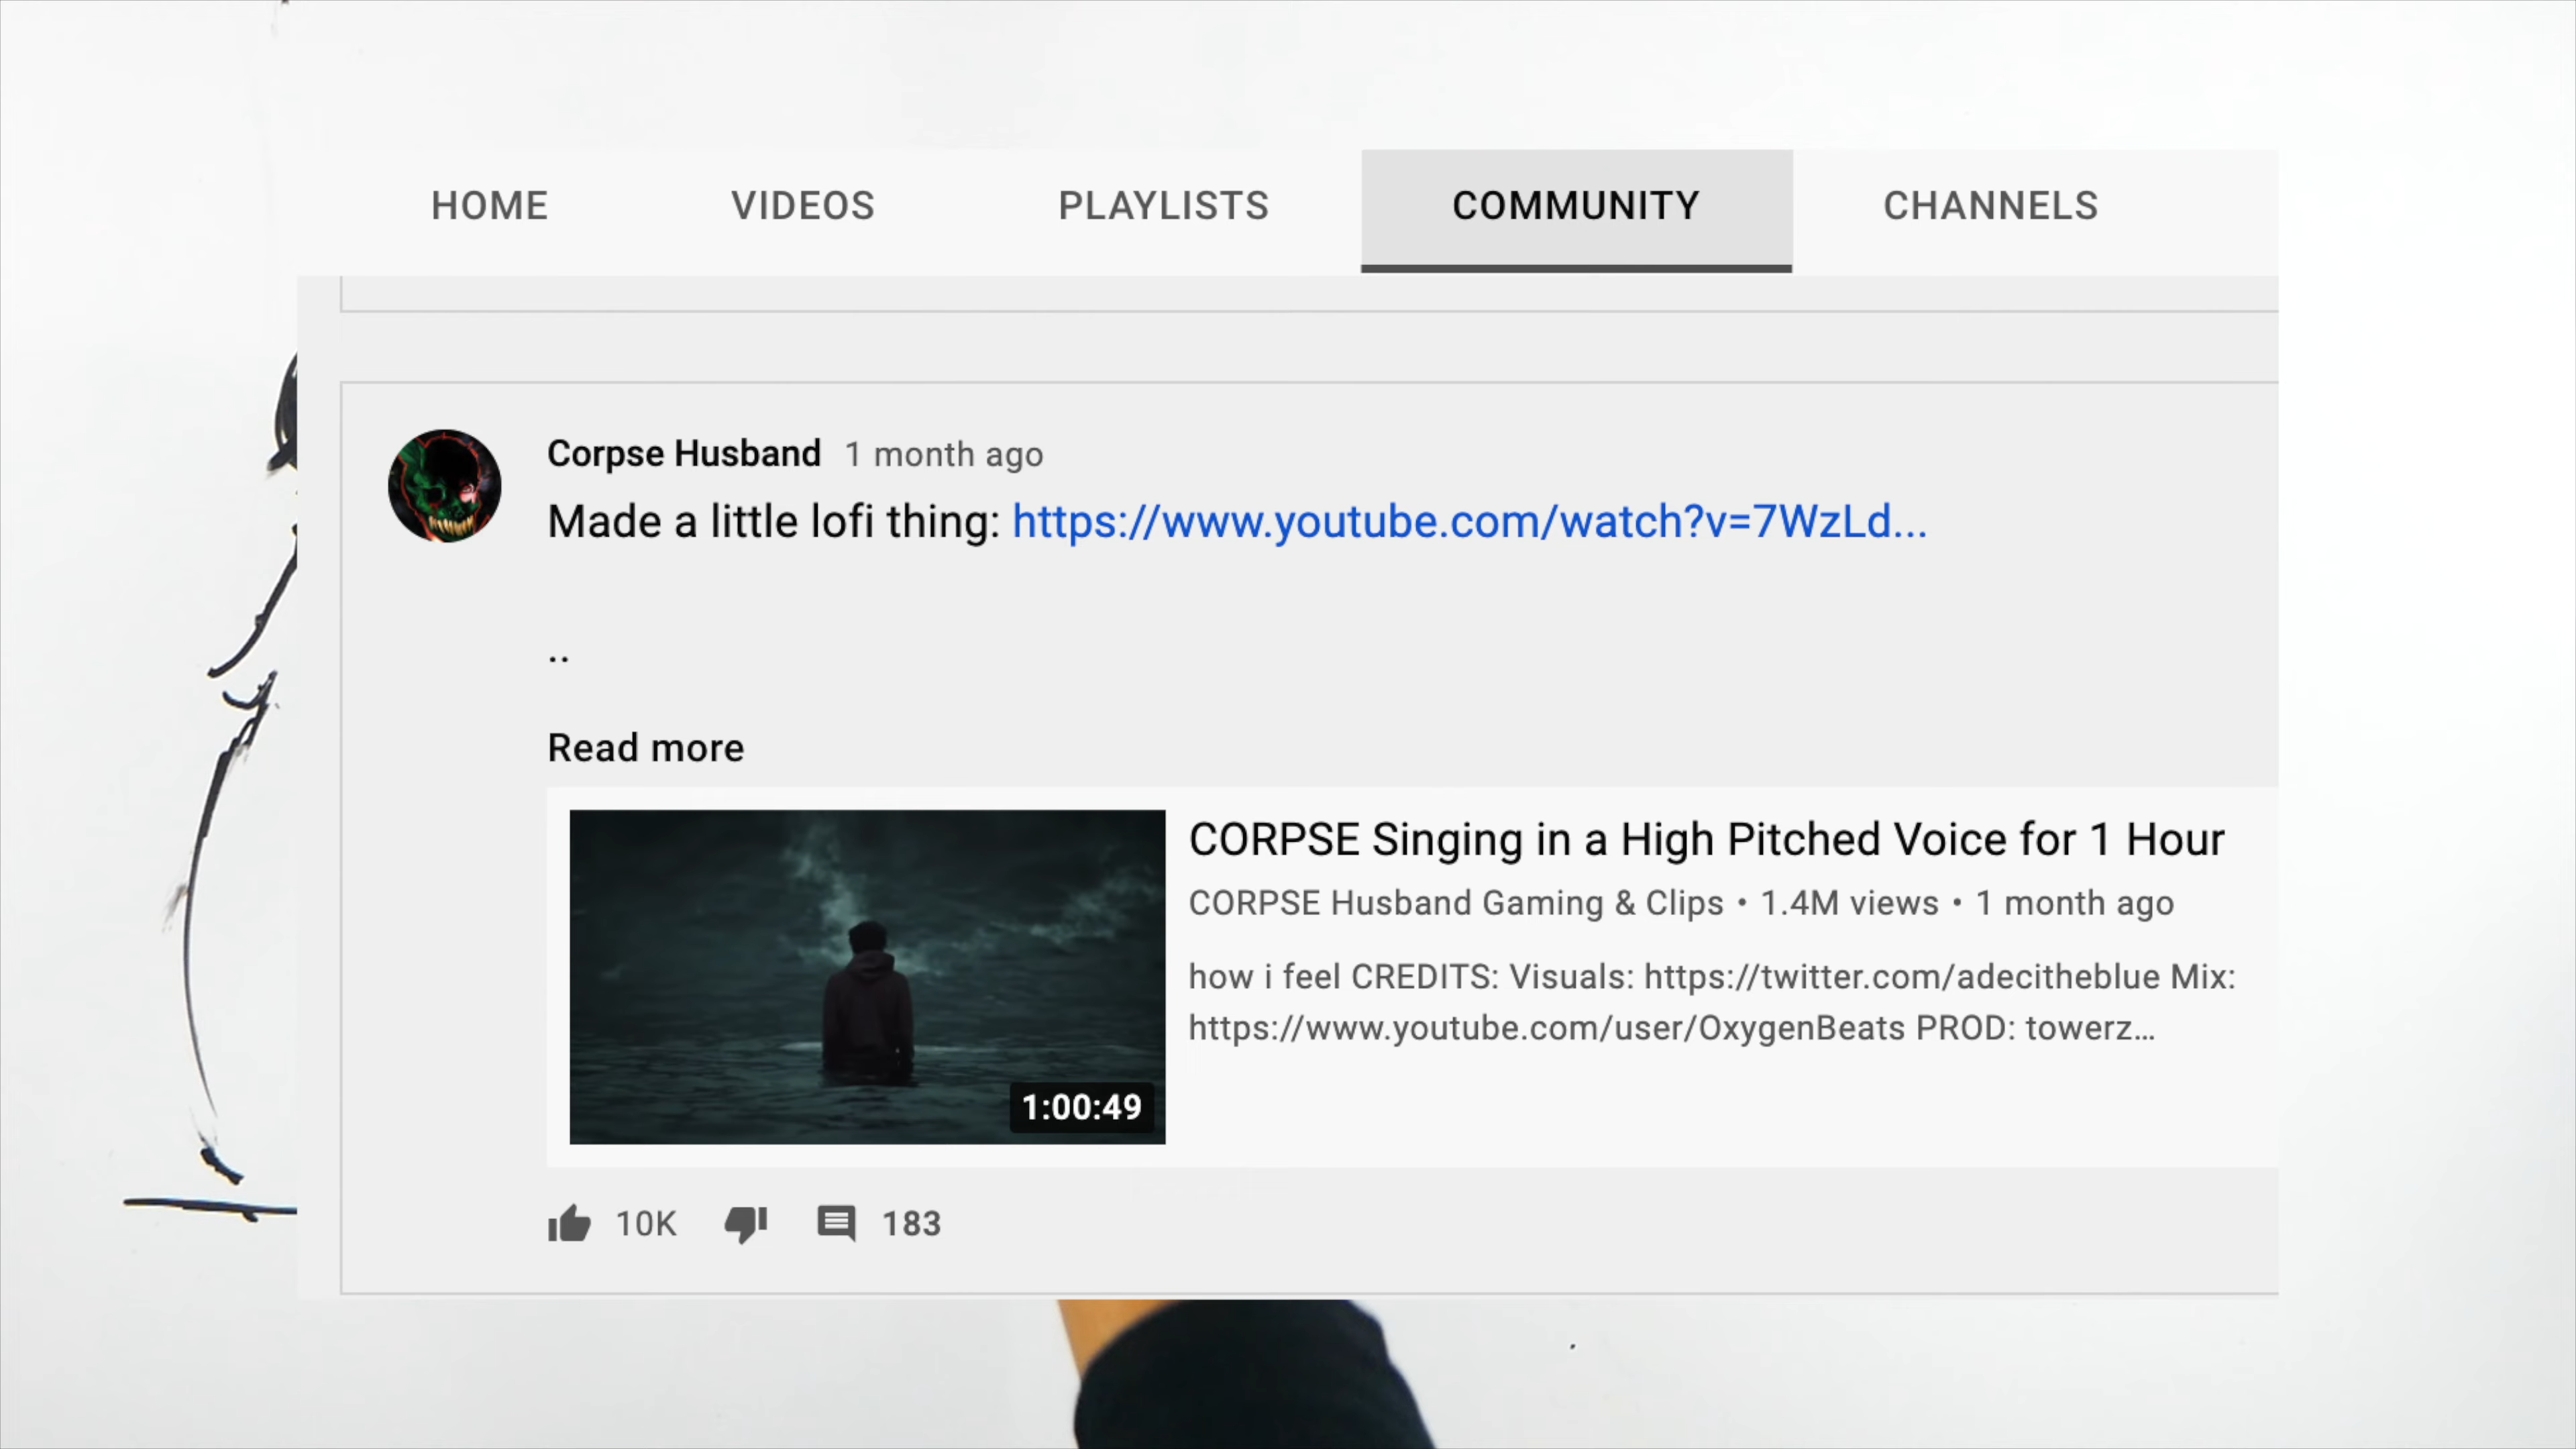 HOME VIDEOS PLAYLISTS COMMUNITY CHANNELS
Corpse Husband 1 month ago
Made a little lofi thing: https://www.youtube.com/watch?v=7WzLd...
..
Read more
CORPSE Singing in a High Pitched Voice for 1 Hour
CORPSE Husband Gaming & Clips • 1.4M views • 1 month ago
how i feel CREDITS: Visuals: https://twitter.com/adecitheblue Mix:
https://www.youtube.com/user/OxygenBeats PROD: towerz...
1:00:49
10K 183